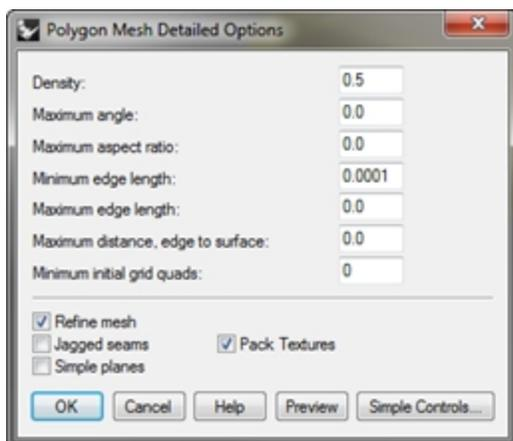 Polygon Mesh Detailed Options
Density: 0.5
Maximum angle: 0.0
Maximum aspect ratio: 0.0
Minimum edge length: 0.0001
Maximum edge length: 0.0
Maximum distance, edge to surface: 0.0
Minimum initial grid quads: 0
Refine mesh
Jagged seams Pack Textures
Simple planes
OK Cancel Help Preview Simple Controls...